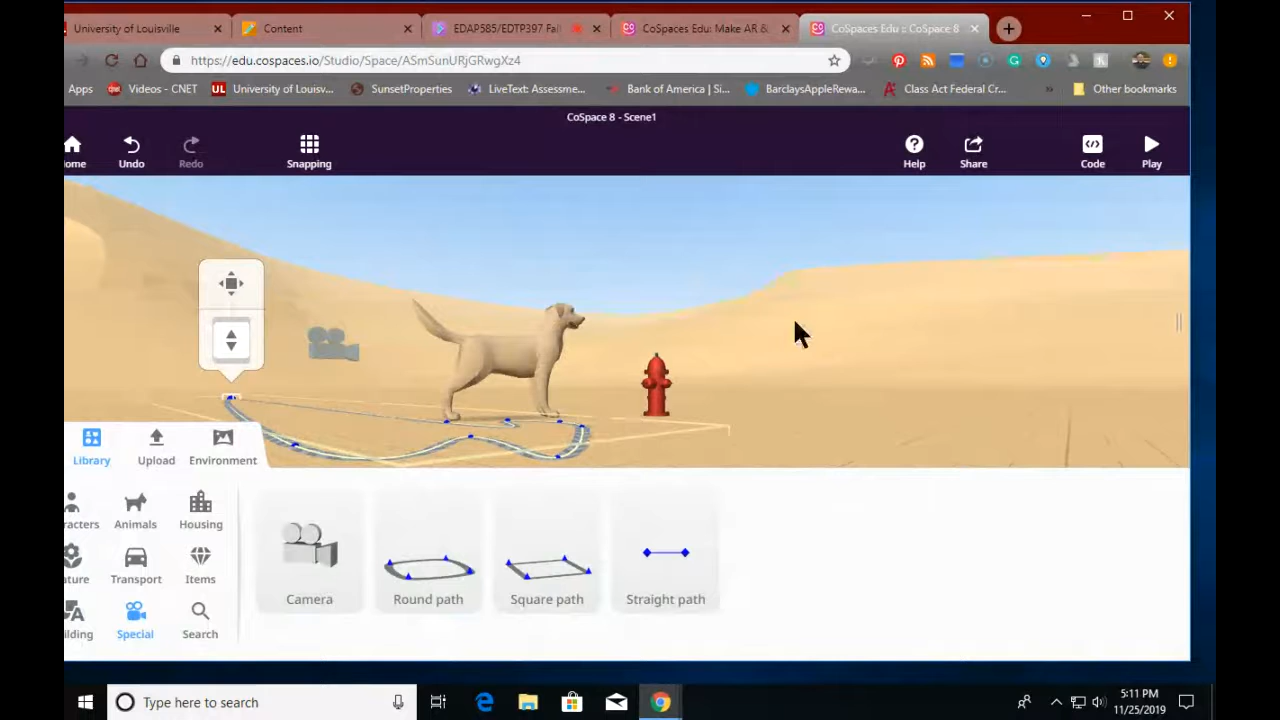 University of Louisville
Content
EDAP585/EDTP397 Fall
CoSpaces Edu: Make AR &
CoSpaces Edu :: CoSpace 8
https://edu.cospaces.io/Studio/Space/ASmSunURjGRwgXz4
Apps
Videos - CNET
UL
University of Louisv...
SunsetProperties
LiveText: Assessme...
Bank of America | Si...
BarclaysAppleRewa...
Class Act Federal Cr...
»
Other bookmarks
CoSpace 8 - Scene1
ome
Undo
Redo
Snapping
Help
Share
Code
Play
Library
Upload
Environment
racters
Animals
Housing
ature
Transport
Items
ilding
Special
Search
Camera
Round path
Square path
Straight path
Type here to search
5:11 PM
11/25/2019